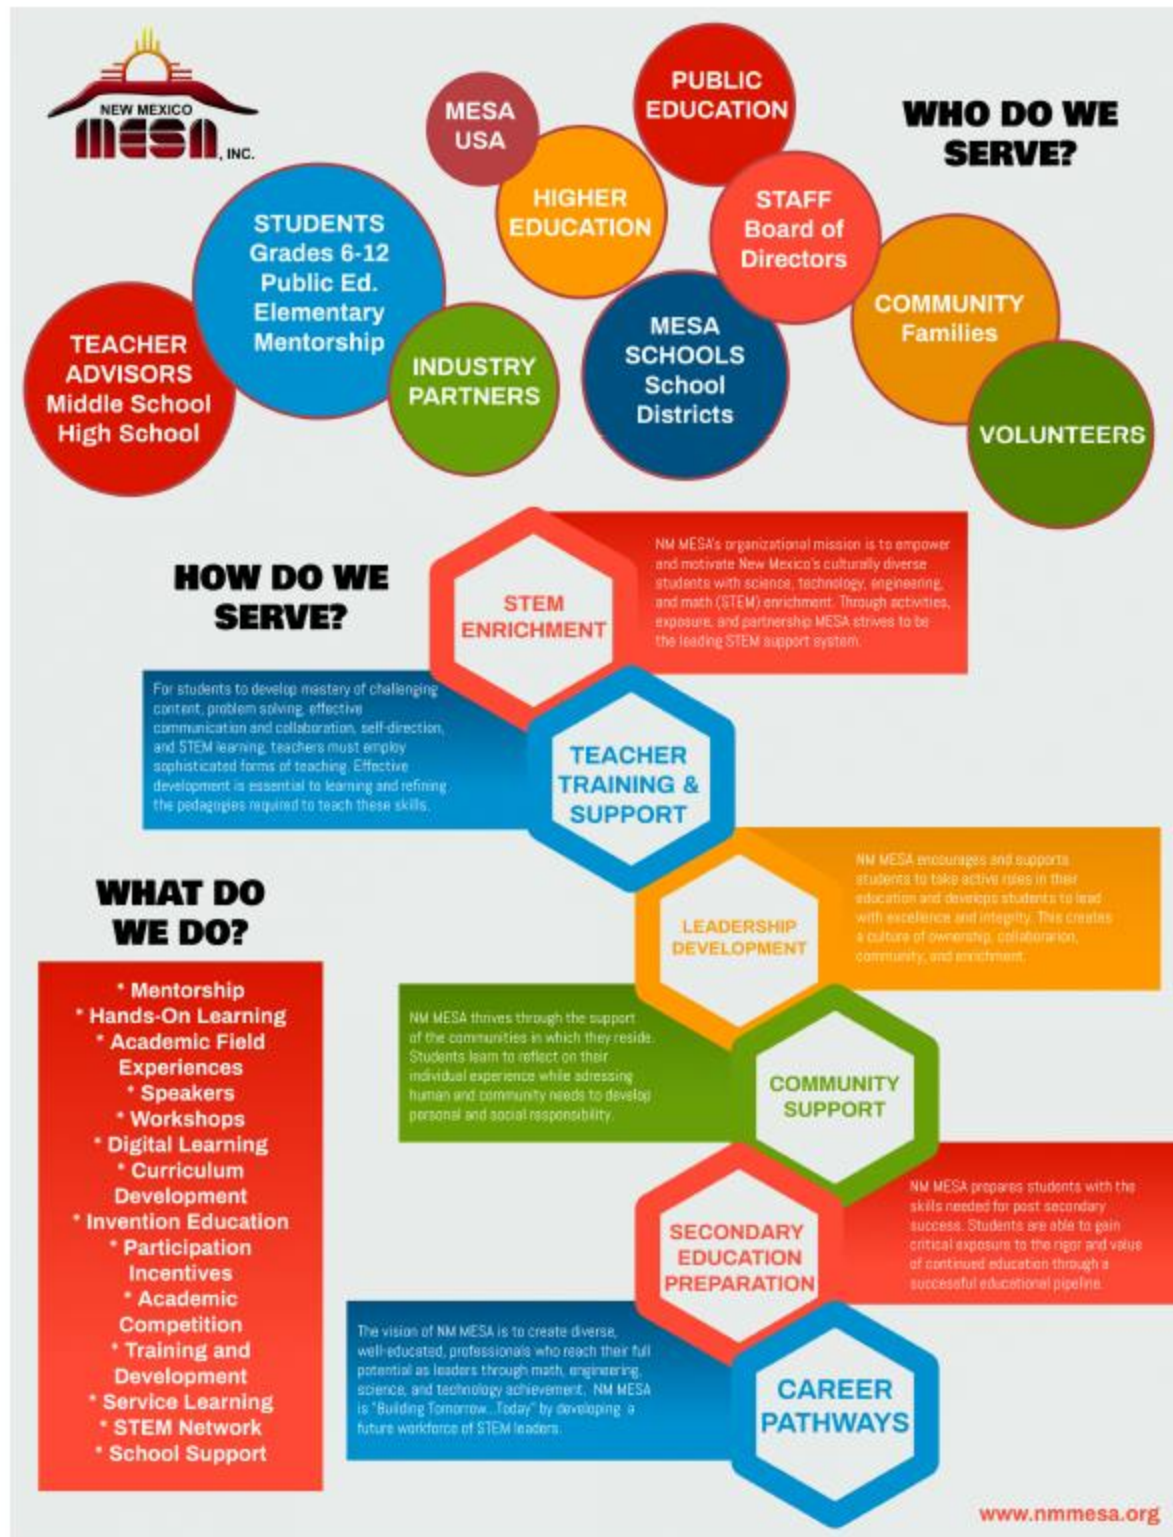 NEW MEXICO
MESA, INC.
WHO DO WE
SERVE?
MESA
USA
PUBLIC
EDUCATION
HIGHER
EDUCATION
STAFF
Board of
Directors
STUDENTS
Grades 6-12
Public Ed.
Elementary
Mentorship
TEACHER
ADVISORS
Middle School
High School
INDUSTRY
PARTNERS
MESA
SCHOOLS
School
Districts
COMMUNITY
Families
VOLUNTEERS
HOW DO WE
SERVE?
STEM
ENRICHMENT
NM MESA's organizational mission is to empower
and motivate New Mexico's culturally diverse
students with science, technology, engineering,
and math (STEM) enrichment. Through activities,
exposure, and partnership MESA strives to be
the leading STEM support system.
For students to develop mastery of challenging
content, problem solving, effective
communication and collaboration, self-direction,
and STEM learning, teachers must employ
sophisticated forms of teaching. Effective
development is essential to learning and refining
the pedagogies required to teach these skills.
TEACHER
TRAINING &
SUPPORT
LEADERSHIP
DEVELOPMENT
NM MESA encourages and supports
students to take active roles in their
education and develops students to lead
with excellence and integrity. This creates
a culture of ownership, collaborarion,
community, and enrichment.
NM MESA thrives through the support
of the communities in which they reside.
Students learn to reflect on their
individual experience while adressing
human and community needs to develop
personal and social responsibility.
COMMUNITY
SUPPORT
SECONDARY
EDUCATION
PREPARATION
NM MESA prepares students with the
skills needed for post secondary
success. Students are able to gain
critical exposure to the rigor and value
of continued education through a
successful educational pipeline.
The vision of NM MESA is to create diverse,
well-educated, professionals who reach their full
potential as leaders through math, engineering,
science, and technology achievement. NM MESA
is "Building Tomorrow...Today" by developing a
future workforce of STEM leaders.
CAREER
PATHWAYS
WHAT DO
WE DO?
* Mentorship
* Hands-On Learning
* Academic Field
Experiences
* Speakers
* Workshops
* Digital Learning
* Curriculum
Development
* Invention Education
* Participation
Incentives
* Academic
Competition
* Training and
Development
* Service Learning
* STEM Network
* School Support
www.nmmesa.org